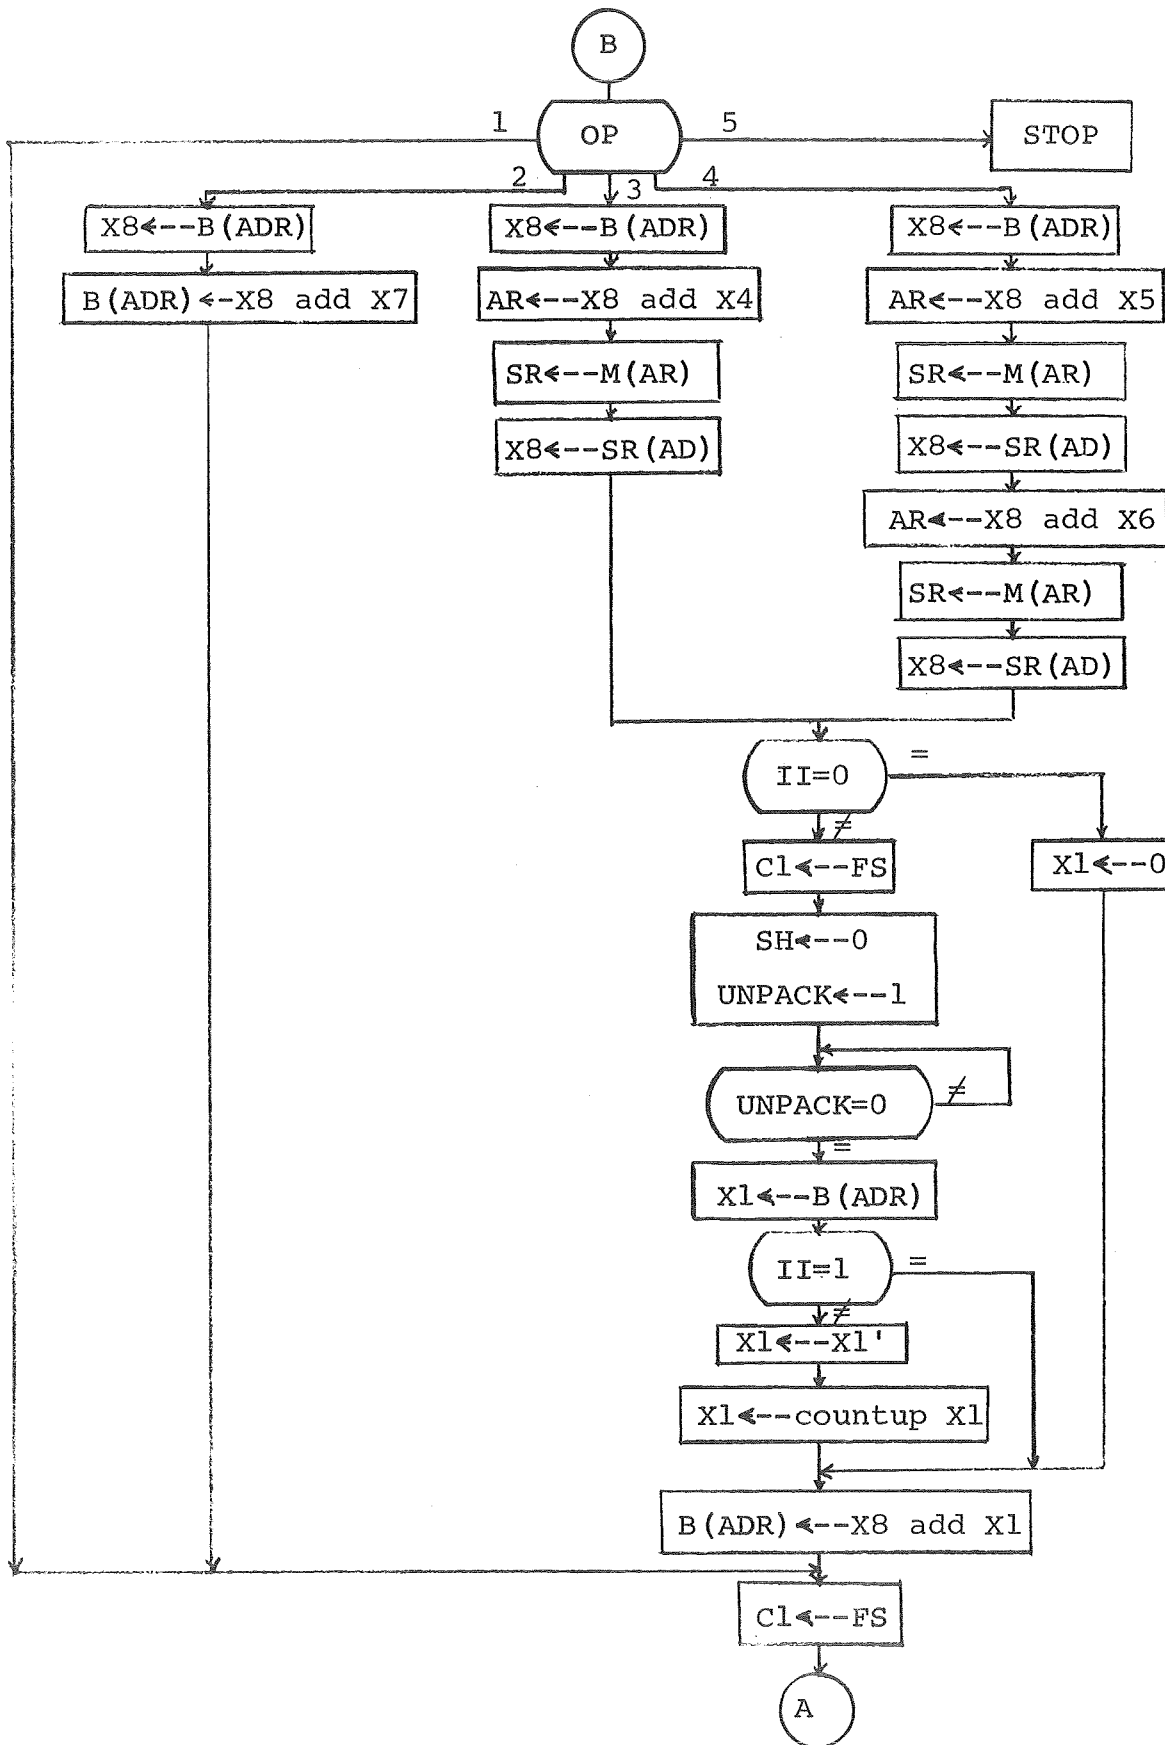 B
1
OP
5
STOP
2
3
4
X8<--B(ADR)
X8<--B(ADR)
X8<--B(ADR)
B(ADR)<-X8 add X7
AR<--X8 add X4
AR<--X8 add X5
SR<--M(AR)
SR<--M(AR)
X8<--SR(AD)
X8<--SR(AD)
AR<--X8 add X6
SR<--M(AR)
X8<--SR(AD)
II=0
=
≠
C1<--FS
X1<--0
SH<--0
UNPACK<--1
UNPACK=0
≠
=
X1<--B(ADR)
II=1
=
≠
X1<--X1'
X1<--countup X1
B(ADR)<--X8 add X1
C1<--FS
A